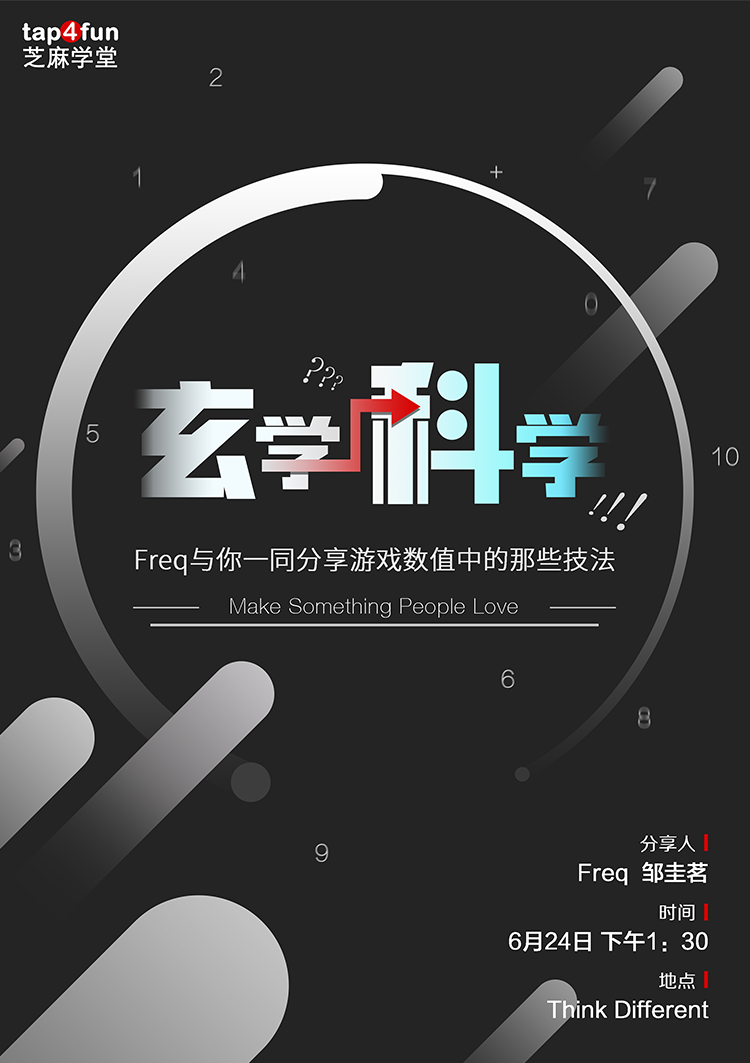 tap4fun
芝麻学堂
2
1
+
7
4
0
???
玄学 科学
5
10
!!!
3
Freq与你一同分享游戏数值中的那些技法
Make Something People Love
6
8
9
分享人
Freq 邹圭茗
时间
6月24日 下午1：30
地点
Think Different